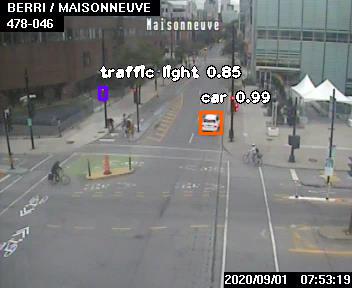 BERRI / MAISONNEUVE
478-046
Maisonneuve
traffic light 0.85
car 0.99
2020/09/01 07:53:19